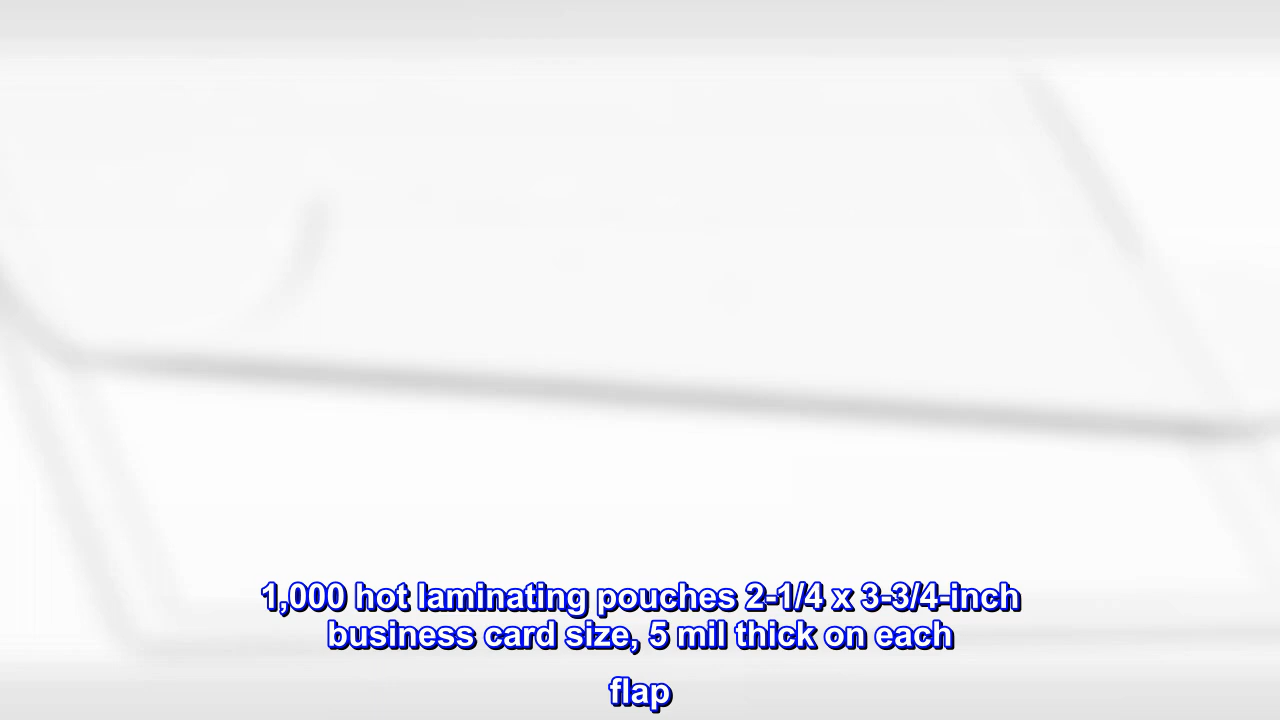 1,000 hot laminating pouches 2-1/4 x 3-3/4-inch
business card size, 5 mil thick on each
flap